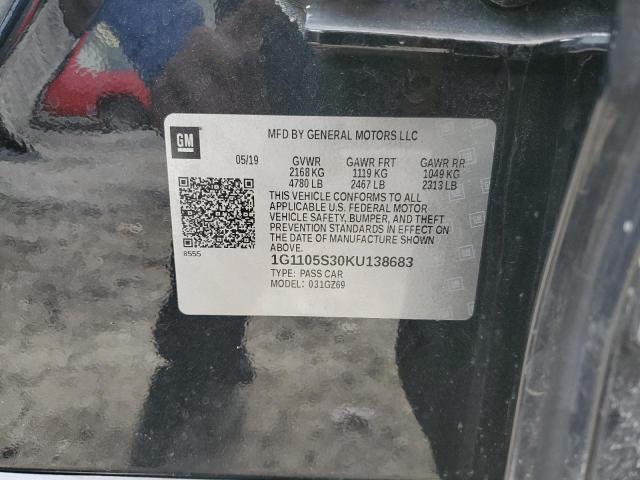 GM
MFD BY GENERAL MOTORS LLC
05/19 GVWR GAWR FRT GAWR RR
2168 KG 1119 KG 1049 KG
4780 LB 2467 LB 2313 LB
THIS VEHICLE CONFORMS TO ALL
APPLICABLE U.S. FEDERAL MOTOR
VEHICLE SAFETY, BUMPER, AND THEFT
PREVENTION STANDARDS IN EFFECT ON
THE DATE OF MANUFACTURE SHOWN
ABOVE.
8555
1G1105S30KU138683
TYPE: PASS CAR
MODEL: 031GZ69